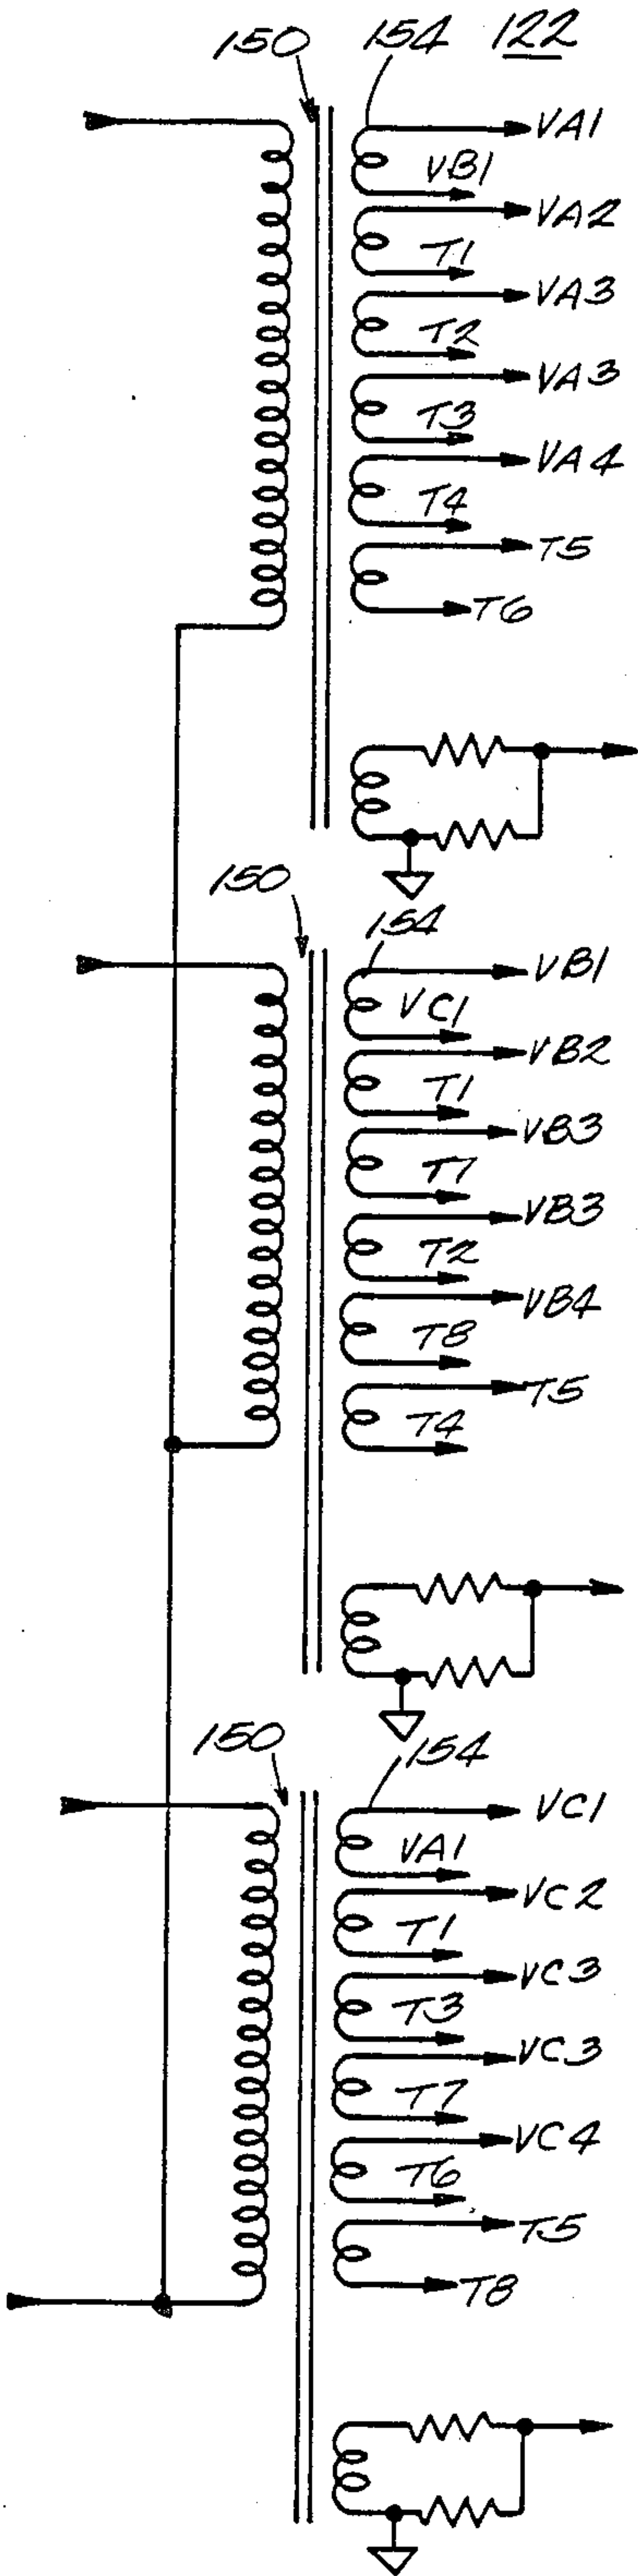 150 154 122
VA1
VB1
VA2
T1
VA3
T2
VA3
T3
VA4
T4
T5
T6
150
154
VB1
VC1
VB2
T1
VB3
T7
VB3
T2
VB4
T8
T5
T4
150
154
VC1
VA1
VC2
T1
VC3
T3
VC3
T7
VC4
T6
T5
T8